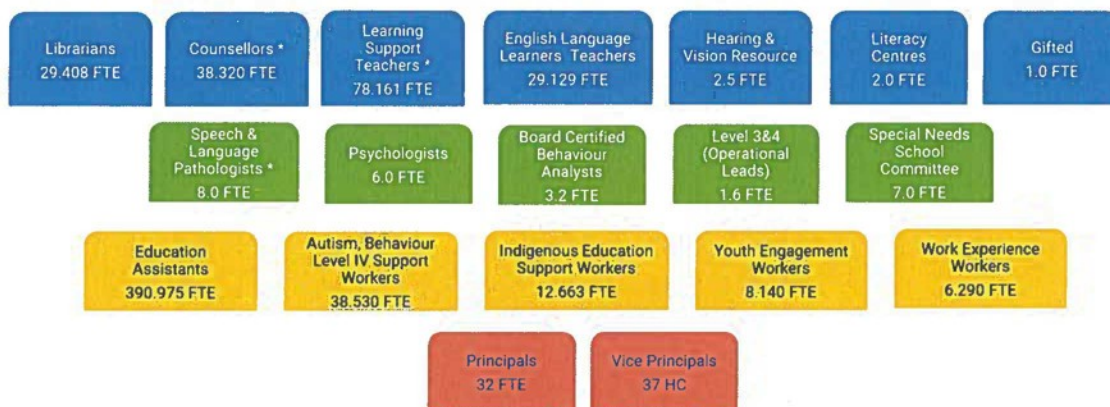 Librarians
29.408 FTE
Counsellors *
38.320 FTE
Learning
Support
Teachers *
78.161 FTE
English Language
Learners Teachers
29.129 FTE
Hearing &
Vision Resource
2.5 FTE
Literacy
Centres
2.0 FTE
Gifted
1.0 FTE
Speech &
Language
Pathologists *
8.0 FTE
Psychologists
6.0 FTE
Board Certified
Behaviour
Analysts
3.2 FTE
Level 3&4
(Operational
Leads)
1.6 FTE
Special Needs
School
Committee
7.0 FTE
Education
Assistants
390.975 FTE
Autism, Behaviour
Level IV Support
Workers
38.530 FTE
Indigenous Education
Support Workers
12.663 FTE
Youth Engagement
Workers
8.140 FTE
Work Experience
Workers
6.290 FTE
Principals
32 FTE
Vice Principals
37 HC